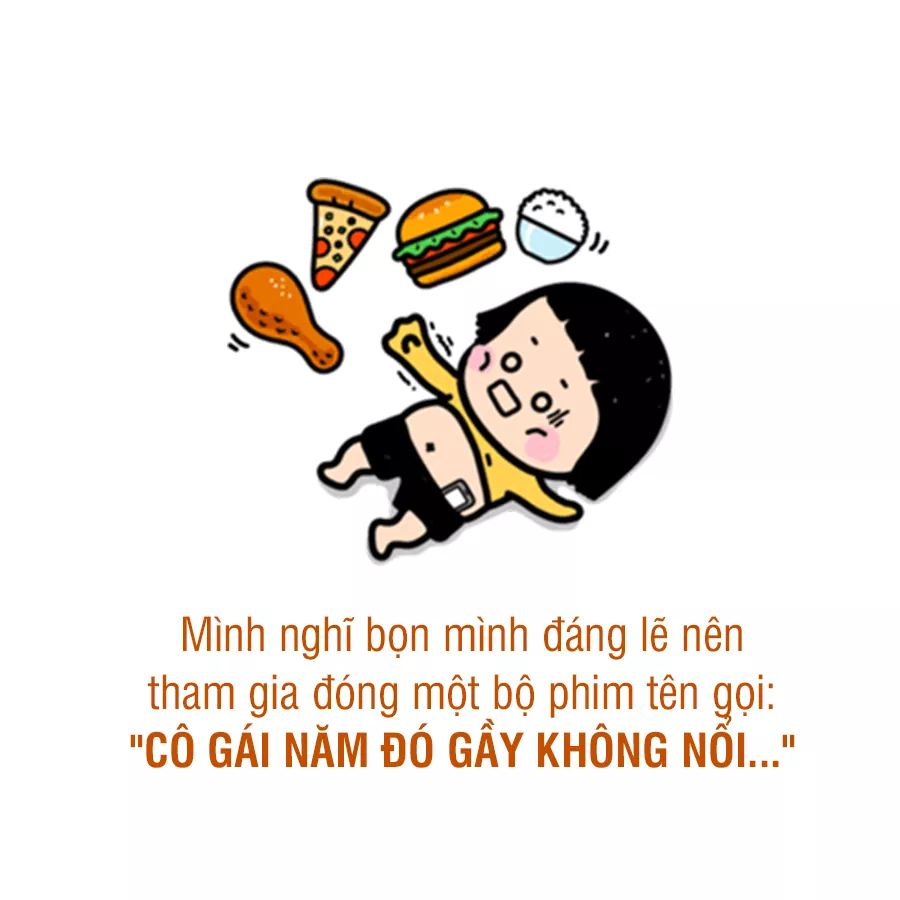 Mình nghĩ bọn mình đáng lẽ nên
tham gia đóng một bộ phim tên gọi:
"CÔ GÁI NĂM ĐÓ GẦY KHÔNG NỔI..."